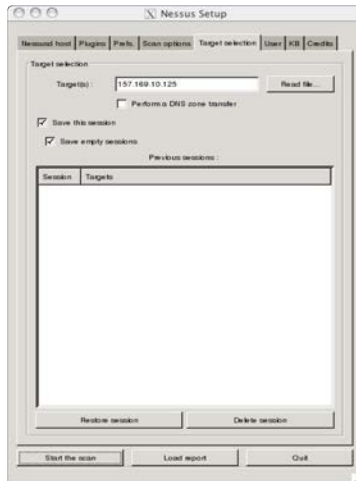 Nessus Setup
Nessusd host Plugins Prefs. Scan options Target selection User KB Credits
Target selection
Target(s) : 157.169.10.125 Read file...
Perform a DNS zone transfer
Save this session
Save empty sessions
Previous sessions :
Session Targets
Restore session Delete session
Start the scan Load report Quit